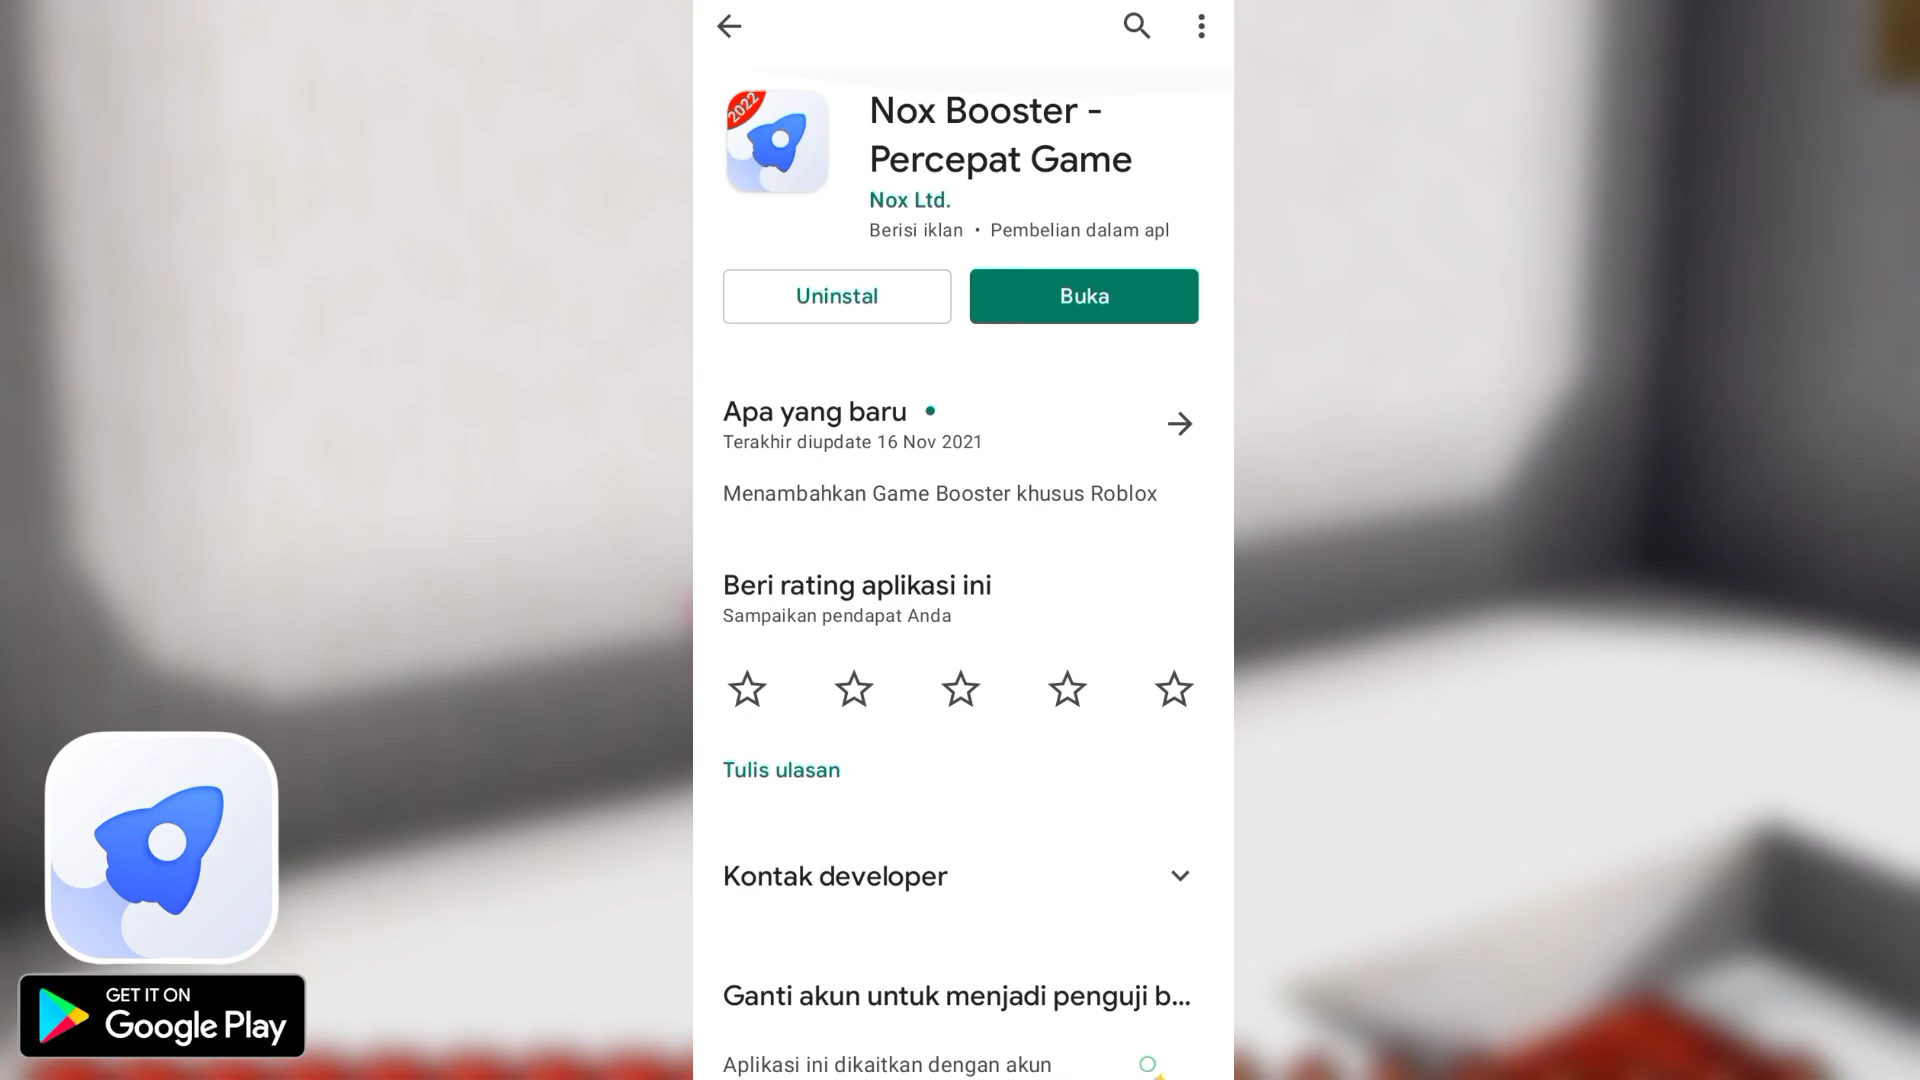 2022
Nox Booster -
Percepat Game
Nox Ltd.
Berisi iklan • Pembelian dalam apl
Uninstal
Buka
Apa yang baru •
Terakhir diupdate 16 Nov 2021
Menambahkan Game Booster khusus Roblox
Beri rating aplikasi ini
Sampaikan pendapat Anda
Tulis ulasan
Kontak developer
Ganti akun untuk menjadi penguji b...
Aplikasi ini dikaitkan dengan akun
GET IT ON
Google Play